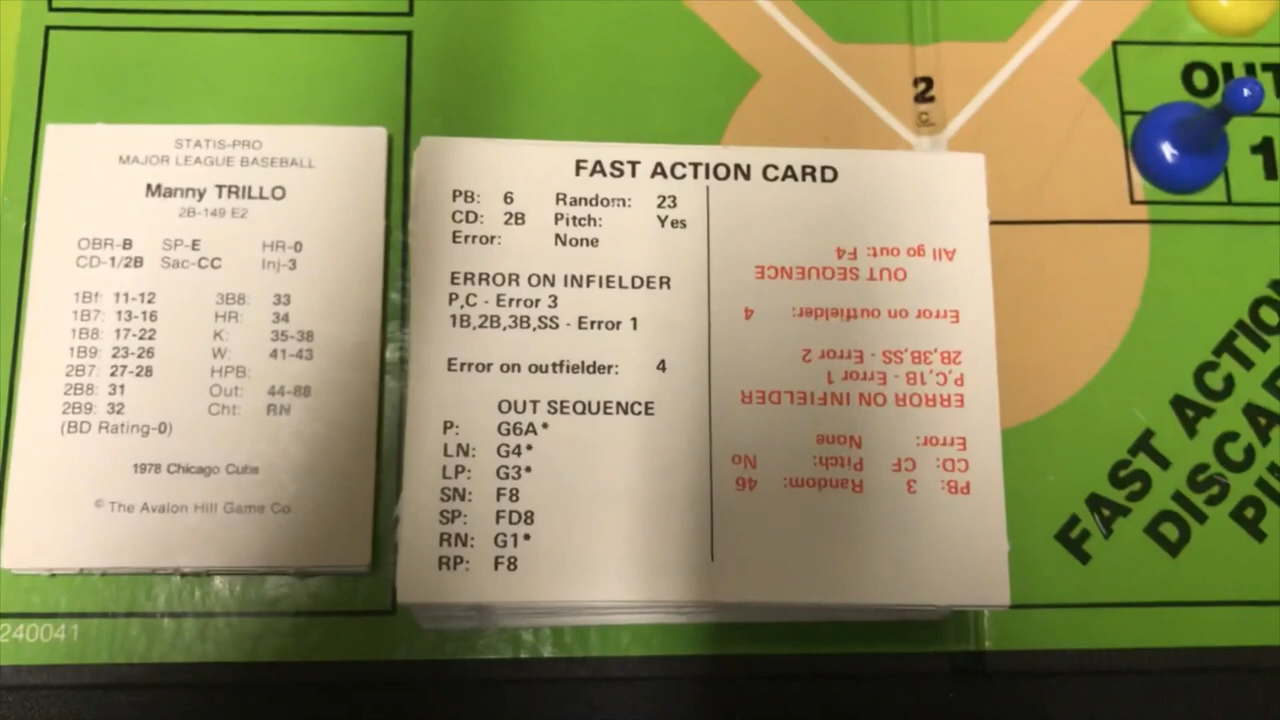 STATIS-PRO
MAJOR LEAGUE BASEBALL
Manny TRILLO
2B-149 E2
OBR-B SP-E HR-0
CD-1/2B Sac-CC Inj-3
1Bf: 11-12 3B8: 33
1B7: 13-16 HR: 34
1B8: 17-22 K: 35-38
1B9: 23-26 W: 41-43
2B7: 27-28 HPB:
2B8: 31 Out: 44-88
2B9: 32 Cht: RN
(BD Rating-0)
1978 Chicago Cubs
© The Avalon Hill Game Co.
240041
FAST ACTION CARD
PB: 6 Random: 23
CD: 2B Pitch: Yes
Error: None
ERROR ON INFIELDER
P,C - Error 3
1B,2B,3B,SS - Error 1
Error on outfielder: 4
OUT SEQUENCE
P: G6A*
LN: G4*
LP: G3*
SN: F8
SP: FD8
RN: G1*
RP: F8
PB: 3 Random: 46
CD: CF Pitch: No
Error: None
ERROR ON INFIELDER
P,C,1B - Error 1
2B,3B,SS - Error 2
Error on outfielder: 4
OUT SEQUENCE
All go out: F4
2
C
OUT
1
FAST ACTION
DISCA
PI